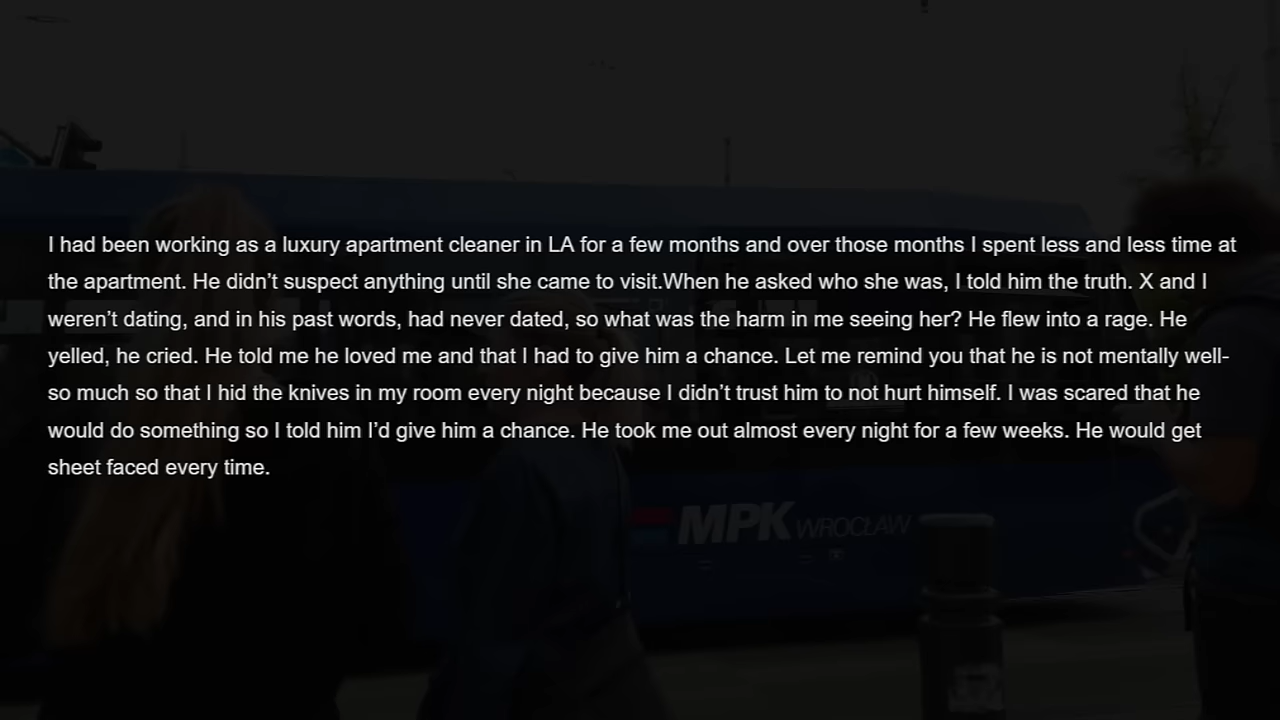 I had been working as a luxury apartment cleaner in LA for a few months and over those months I spent less and less time at
the apartment. He didn’t suspect anything until she came to visit.When he asked who she was, I told him the truth. X and I
weren’t dating, and in his past words, had never dated, so what was the harm in me seeing her? He flew into a rage. He
yelled, he cried. He told me he loved me and that I had to give him a chance. Let me remind you that he is not mentally well-
so much so that I hid the knives in my room every night because I didn’t trust him to not hurt himself. I was scared that he
would do something so I told him I’d give him a chance. He took me out almost every night for a few weeks. He would get
sheet faced every time.
MPK WROCŁAW